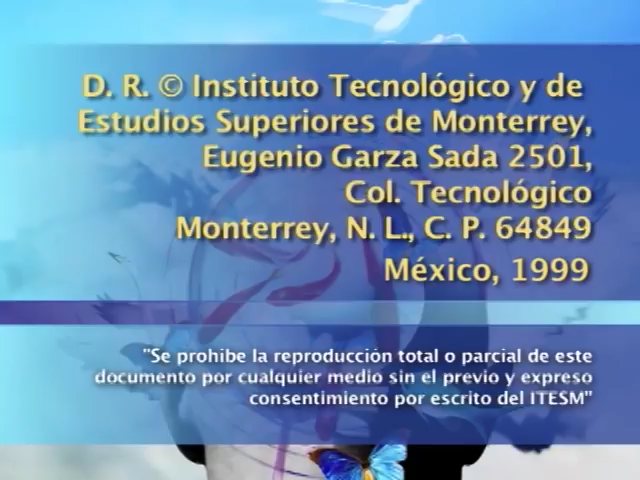 D. R. © Instituto Tecnológico y de
Estudios Superiores de Monterrey,
Eugenio Garza Sada 2501,
Col. Tecnológico
Monterrey, N. L., C. P. 64849
México, 1999
"Se prohibe la reproducción total o parcial de este
documento por cualquier medio sin el previo y expreso
consentimiento por escrito del ITESM"